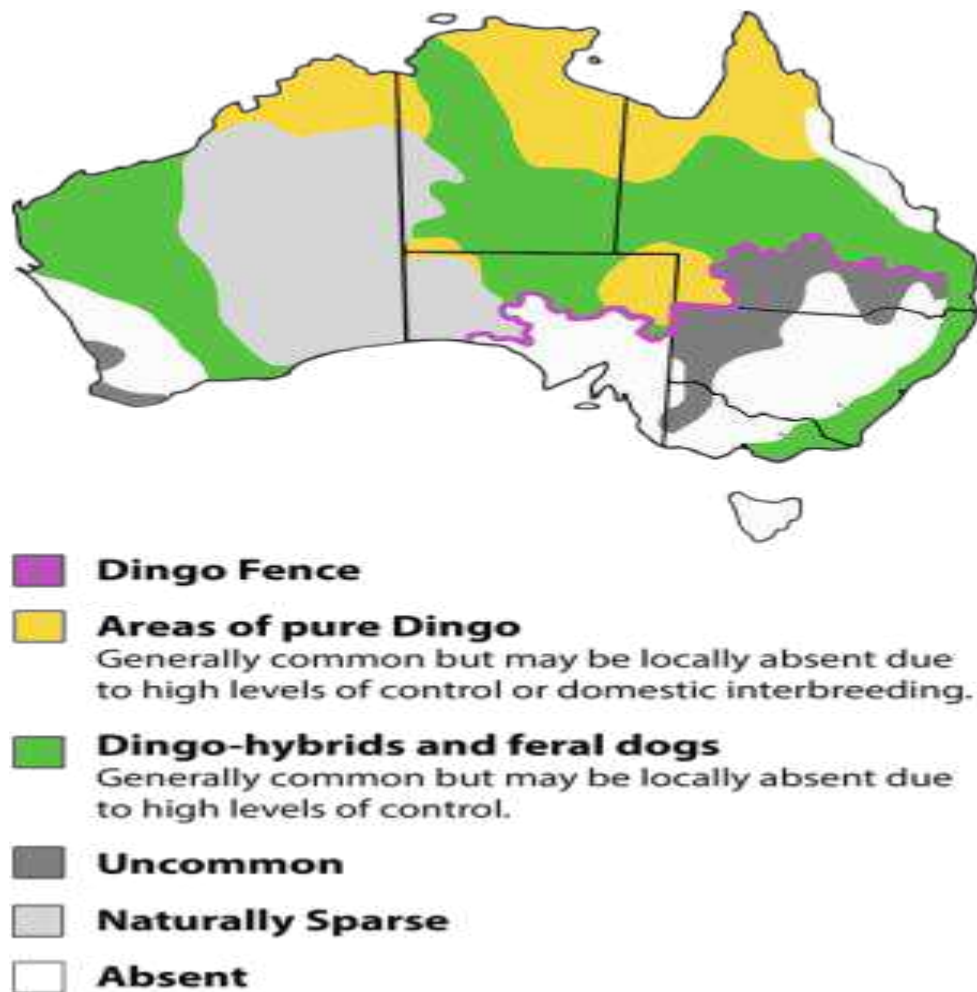 Dingo Fence
Areas of pure Dingo
Generally common but may be locally absent due
to high levels of control or domestic interbreeding.
Dingo-hybrids and feral dogs
Generally common but may be locally absent due
to high levels of control.
Uncommon
Naturally Sparse
Absent